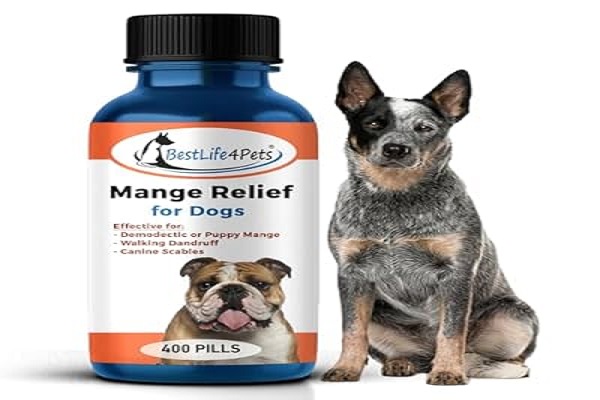 BestLife4Pets®
Mange Relief
for Dogs
Effective for:
- Demodectic or Puppy Mange
- Walking Dandruff
- Canine Scabies
400 PILLS